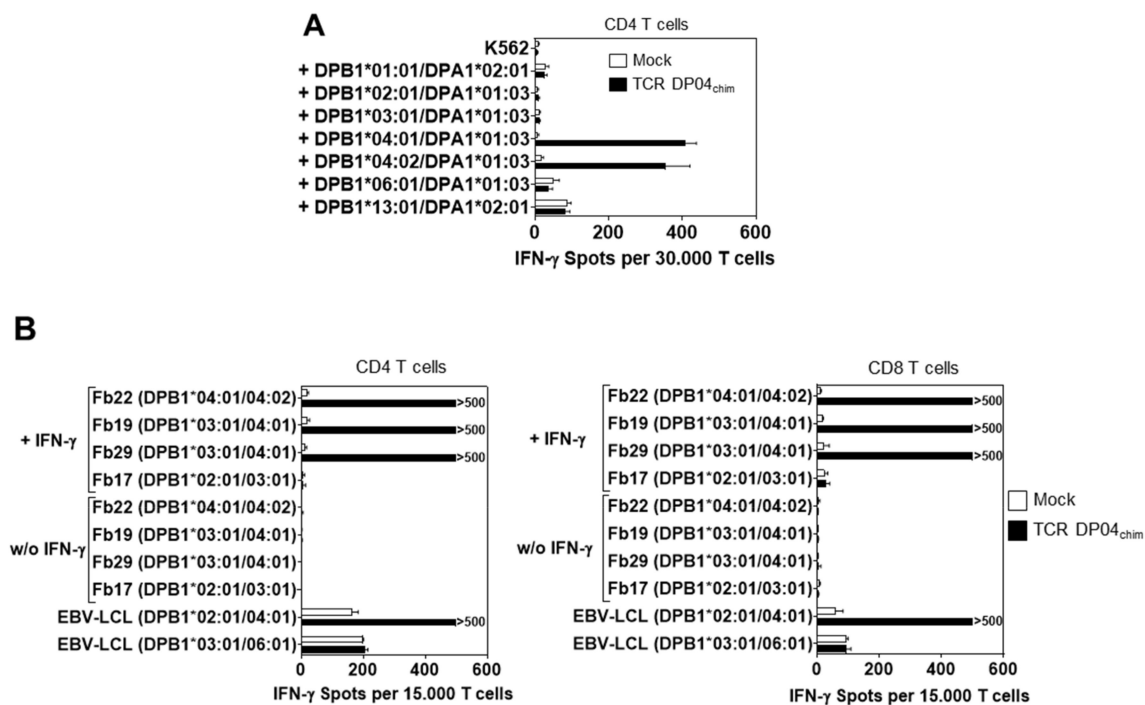 A
CD4 T cells
Mock
TCR DP04chim
K562
+ DPB1*01:01/DPA1*02:01
+ DPB1*02:01/DPA1*01:03
+ DPB1*03:01/DPA1*01:03
+ DPB1*04:01/DPA1*01:03
+ DPB1*04:02/DPA1*01:03
+ DPB1*06:01/DPA1*01:03
+ DPB1*13:01/DPA1*02:01
0 200 400 600
IFN-γ Spots per 30.000 T cells
B
CD4 T cells
+ IFN-γ
Fb22 (DPB1*04:01/04:02) >500
Fb19 (DPB1*03:01/04:01) >500
Fb29 (DPB1*03:01/04:01) >500
Fb17 (DPB1*02:01/03:01)
w/o IFN-γ
Fb22 (DPB1*04:01/04:02)
Fb19 (DPB1*03:01/04:01)
Fb29 (DPB1*03:01/04:01)
Fb17 (DPB1*02:01/03:01)
EBV-LCL (DPB1*02:01/04:01) >500
EBV-LCL (DPB1*03:01/06:01)
0 200 400 600
IFN-γ Spots per 15.000 T cells
CD8 T cells
+ IFN-γ
Fb22 (DPB1*04:01/04:02) >500
Fb19 (DPB1*03:01/04:01) >500
Fb29 (DPB1*03:01/04:01) >500
Fb17 (DPB1*02:01/03:01)
w/o IFN-γ
Fb22 (DPB1*04:01/04:02)
Fb19 (DPB1*03:01/04:01)
Fb29 (DPB1*03:01/04:01)
Fb17 (DPB1*02:01/03:01)
EBV-LCL (DPB1*02:01/04:01) >500
EBV-LCL (DPB1*03:01/06:01)
0 200 400 600
IFN-γ Spots per 15.000 T cells
Mock
TCR DP04chim